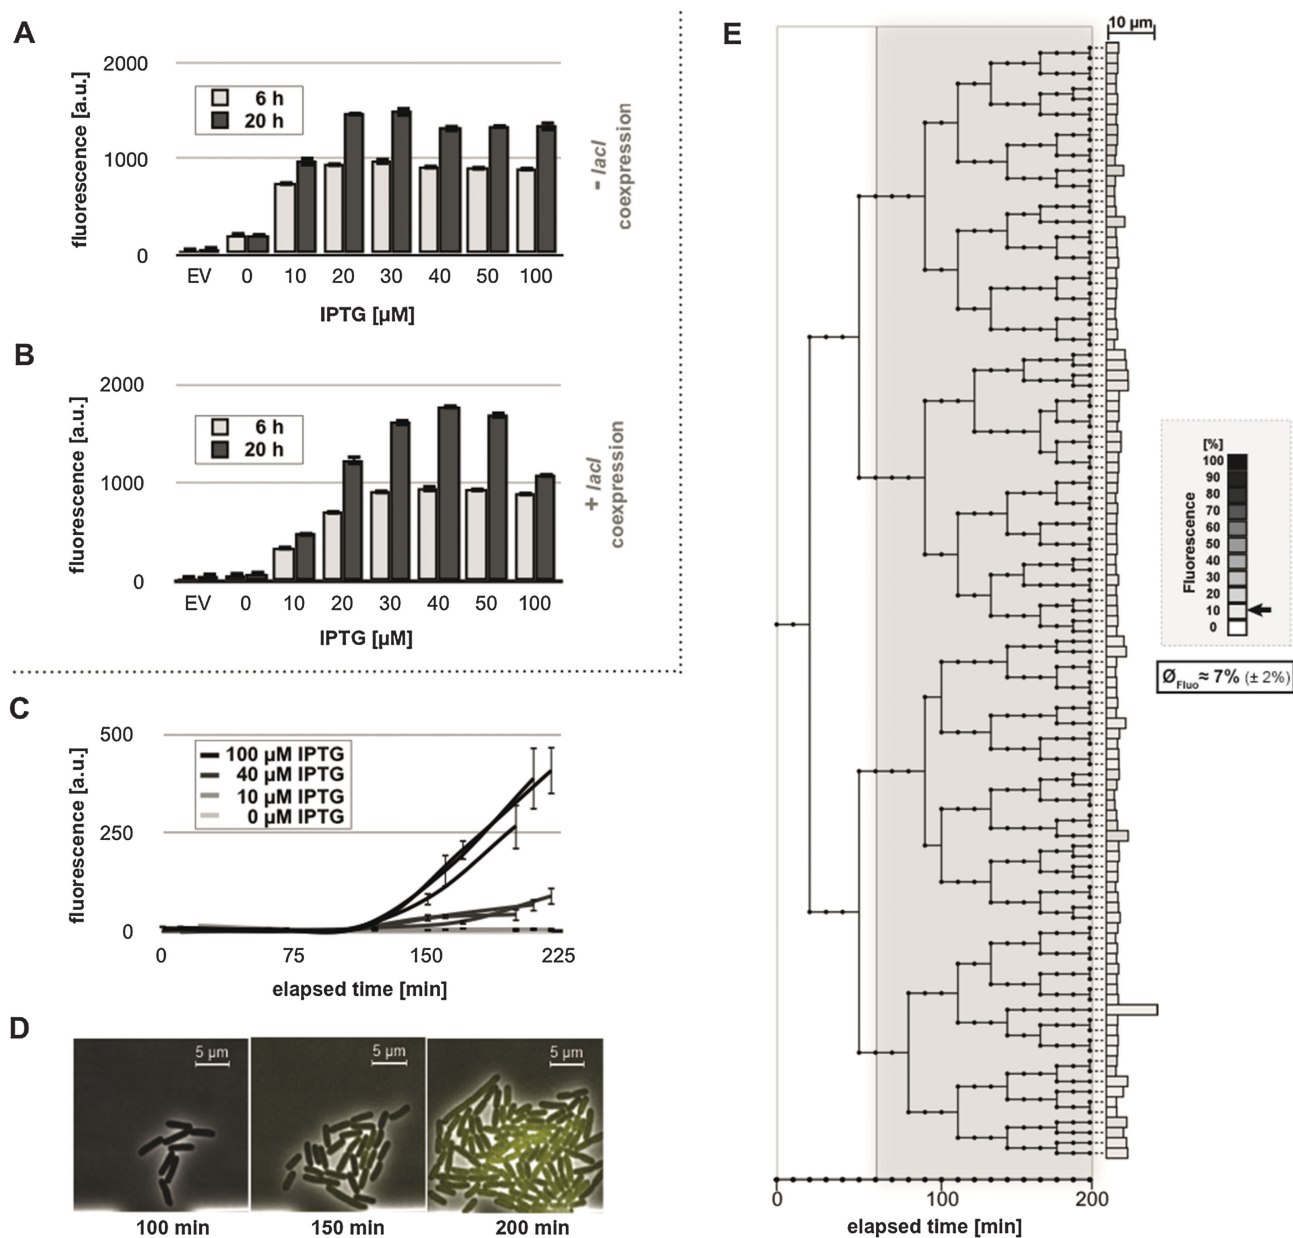 A
fluorescence [a.u.]
2000
1000
0
6 h
20 h
EV 0 10 20 30 40 50 100
IPTG [µM]
- lacI
coexpression
B
fluorescence [a.u.]
2000
1000
0
6 h
20 h
EV 0 10 20 30 40 50 100
IPTG [µM]
+ lacI
coexpression
C
fluorescence [a.u.]
500
250
0
100 µM IPTG
40 µM IPTG
10 µM IPTG
0 µM IPTG
0 75 150 225
elapsed time [min]
D
5 µm 5 µm 5 µm
100 min 150 min 200 min
E
10 µm
[%]
100
90
80
70
60
50
40
30
20
10
0
Fluorescence
ØFluo≈ 7% (± 2%)
0 100 200
elapsed time [min]